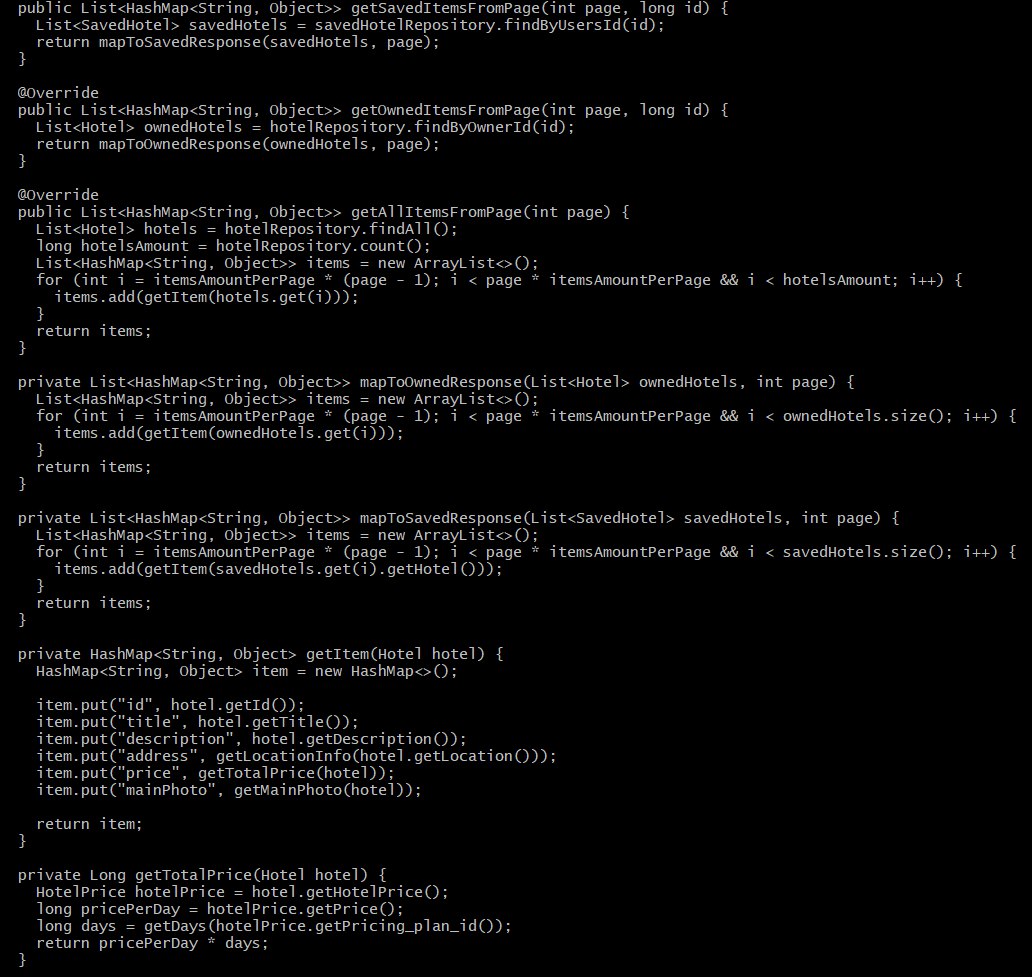 public List<HashMap<String, Object>> getSavedItemsFromPage(int page, long id) {
  List<SavedHotel> savedHotels = savedHotelRepository.findByUsersId(id);
  return mapToSavedResponse(savedHotels, page);
}

@Override
public List<HashMap<String, Object>> getOwnedItemsFromPage(int page, long id) {
  List<Hotel> ownedHotels = hotelRepository.findByOwnerId(id);
  return mapToOwnedResponse(ownedHotels, page);
}

@Override
public List<HashMap<String, Object>> getAllItemsFromPage(int page) {
  List<Hotel> hotels = hotelRepository.findAll();
  long hotelsAmount = hotelRepository.count();
  List<HashMap<String, Object>> items = new ArrayList<>();
  for (int i = itemsAmountPerPage * (page - 1); i < page * itemsAmountPerPage && i < hotelsAmount; i++) {
    items.add(getItem(hotels.get(i)));
  }
  return items;
}

private List<HashMap<String, Object>> mapToOwnedResponse(List<Hotel> ownedHotels, int page) {
  List<HashMap<String, Object>> items = new ArrayList<>();
  for (int i = itemsAmountPerPage * (page - 1); i < page * itemsAmountPerPage && i < ownedHotels.size(); i++) {
    items.add(getItem(ownedHotels.get(i)));
  }
  return items;
}

private List<HashMap<String, Object>> mapToSavedResponse(List<SavedHotel> savedHotels, int page) {
  List<HashMap<String, Object>> items = new ArrayList<>();
  for (int i = itemsAmountPerPage * (page - 1); i < page * itemsAmountPerPage && i < savedHotels.size(); i++) {
    items.add(getItem(savedHotels.get(i).getHotel()));
  }
  return items;
}

private HashMap<String, Object> getItem(Hotel hotel) {
  HashMap<String, Object> item = new HashMap<>();

  item.put("id", hotel.getId());
  item.put("title", hotel.getTitle());
  item.put("description", hotel.getDescription());
  item.put("address", getLocationInfo(hotel.getLocation()));
  item.put("price", getTotalPrice(hotel));
  item.put("mainPhoto", getMainPhoto(hotel));

  return item;
}

private Long getTotalPrice(Hotel hotel) {
  HotelPrice hotelPrice = hotel.getHotelPrice();
  long pricePerDay = hotelPrice.getPrice();
  long days = getDays(hotelPrice.getPricing_plan_id());
  return pricePerDay * days;
}